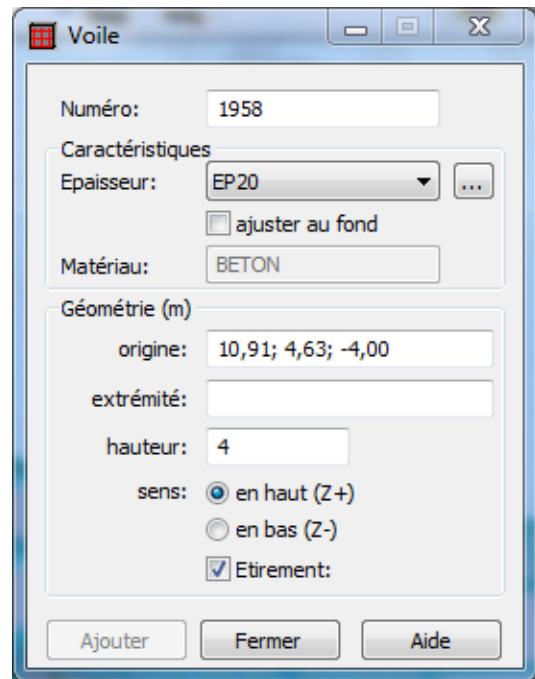 Voile
Numéro: 1958
Caractéristiques
Epaisseur: EP20 ...
ajuster au fond
Matériau: BETON
Géométrie (m)
origine: 10,91; 4,63; -4,00
extrémité:
hauteur: 4
sens: en haut (Z+)
en bas (Z-)
Etirement:
Ajouter Fermer Aide